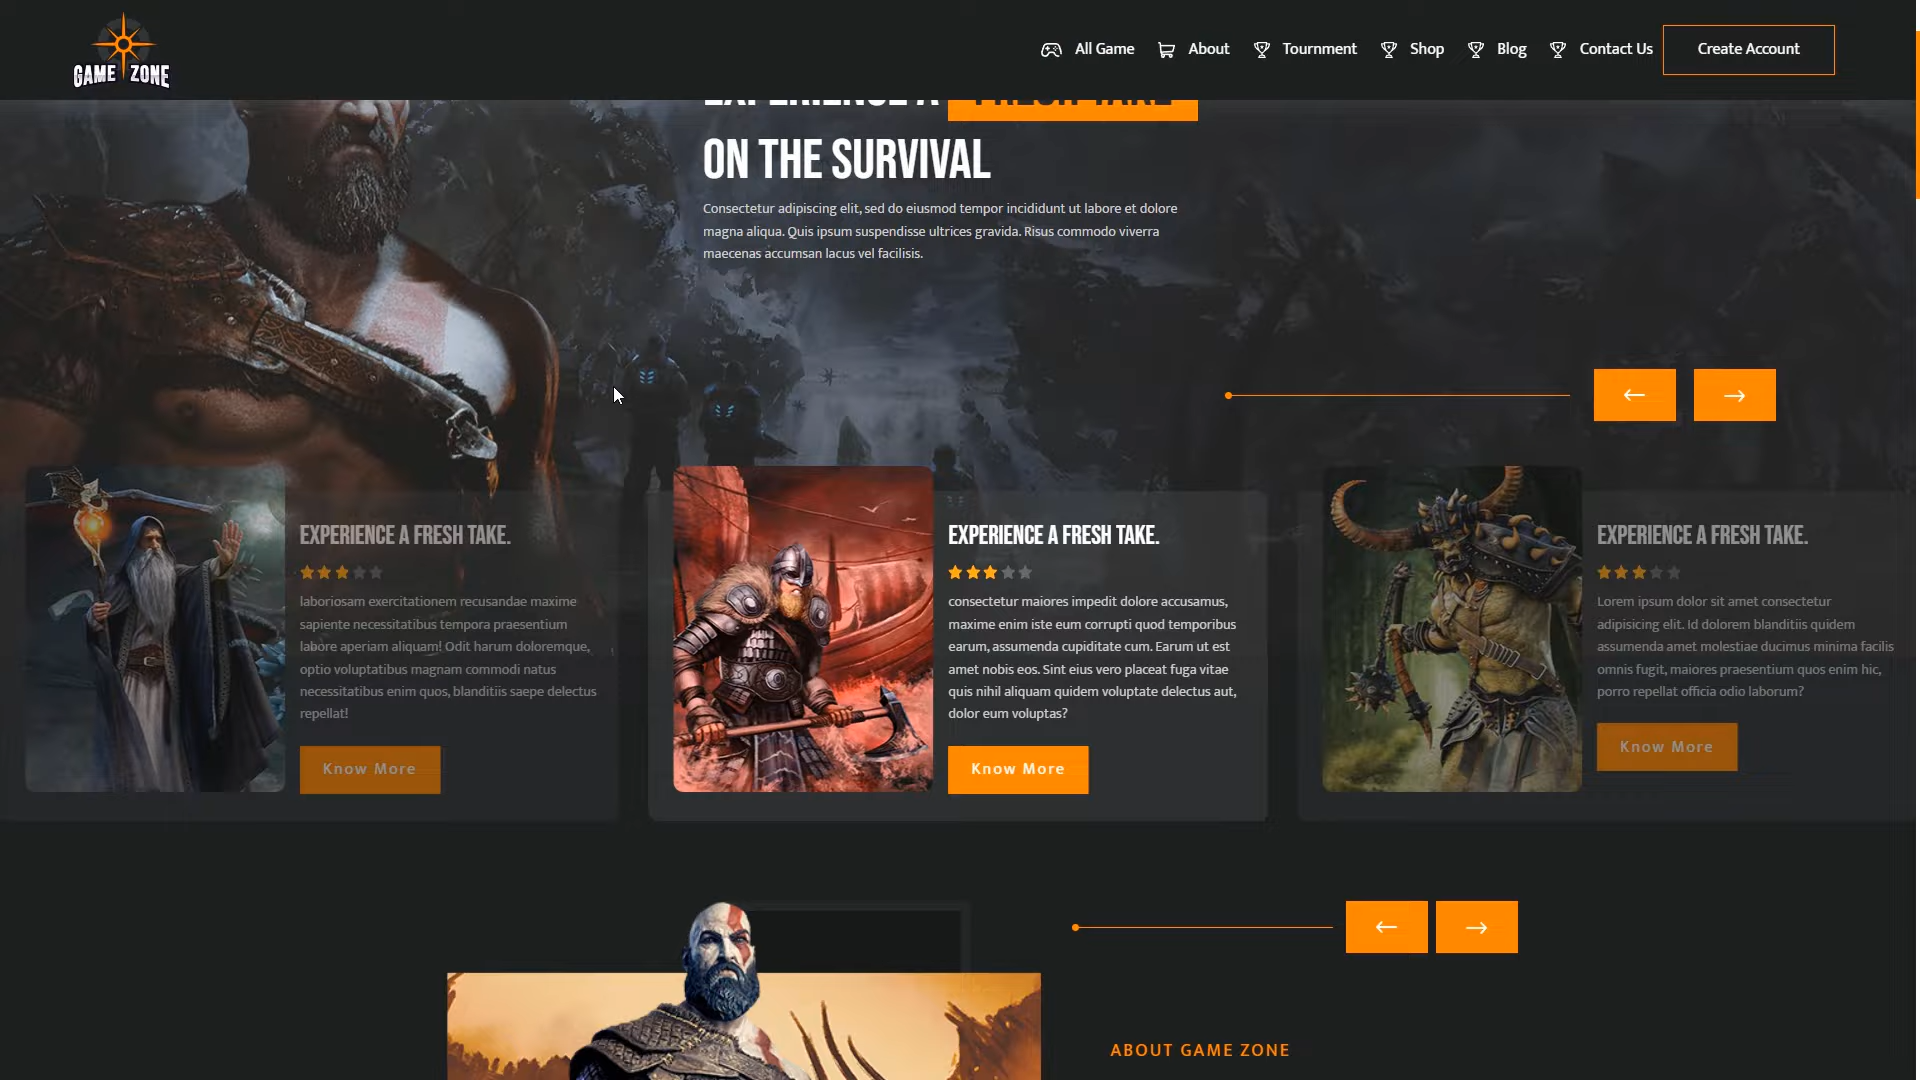 GAME ZONE
All Game
About
Tournment
Shop
Blog
Contact Us
Create Account
EXPERIENCE A FRESH TAKE
ON THE SURVIVAL
Consectetur adipiscing elit, sed do eiusmod tempor incididunt ut labore et dolore
magna aliqua. Quis ipsum suspendisse ultrices gravida. Risus commodo viverra
maecenas accumsan lacus vel facilisis.
EXPERIENCE A FRESH TAKE.
laboriosam exercitationem recusandae maxime
sapiente necessitatibus tempora praesentium
labore aperiam aliquam! Odit harum doloremque,
optio voluptatibus magnam commodi natus
necessitatibus enim quos, blanditiis saepe delectus
repellat!
Know More
EXPERIENCE A FRESH TAKE.
consectetur maiores impedit dolore accusamus,
maxime enim iste eum corrupti quod temporibus
earum, assumenda cupiditate cum. Earum ut est
amet nobis eos. Sint eius vero placeat fuga vitae
quis nihil aliquam quidem voluptate delectus aut,
dolor eum voluptas?
Know More
EXPERIENCE A FRESH TAKE.
Lorem ipsum dolor sit amet consectetur
adipisicing elit. Id dolorem blanditiis quidem
assumenda amet molestiae ducimus minima facilis
omnis fugit, maiores praesentium quos enim hic,
porro repellat officia odio laborum?
Know More
ABOUT GAME ZONE